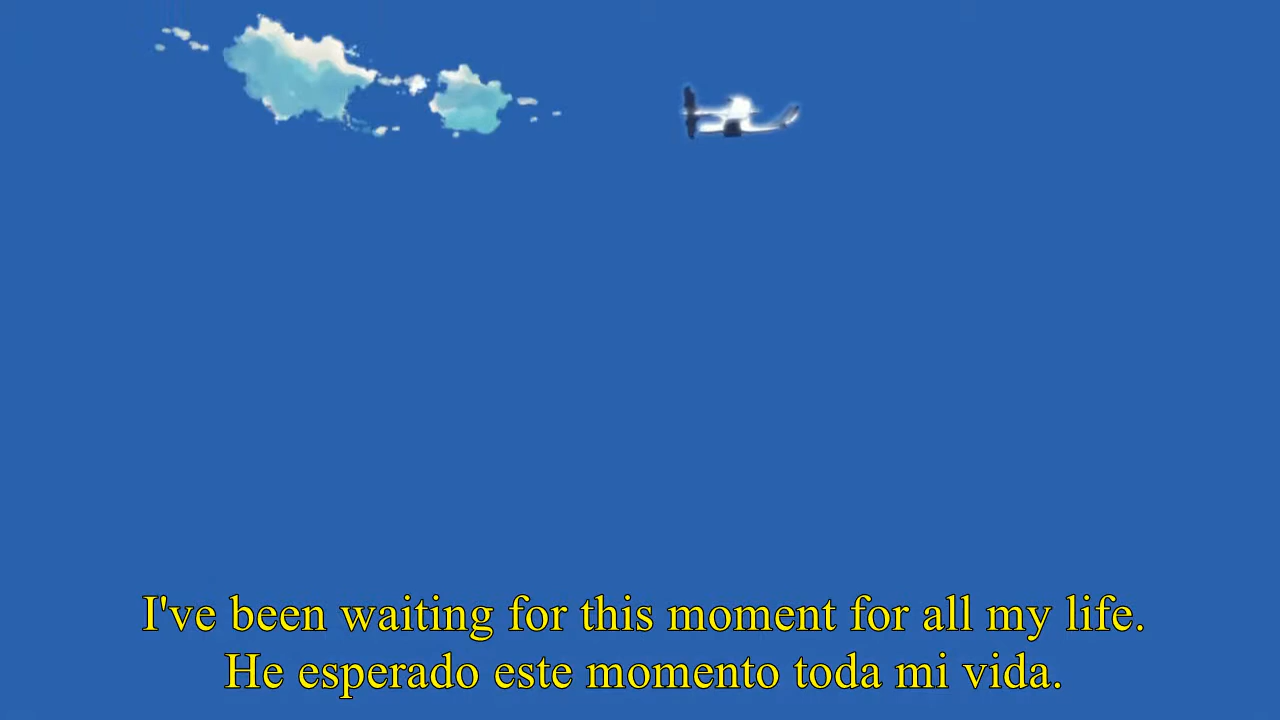 I've been waiting for this moment for all my life.
He esperado este momento toda mi vida.